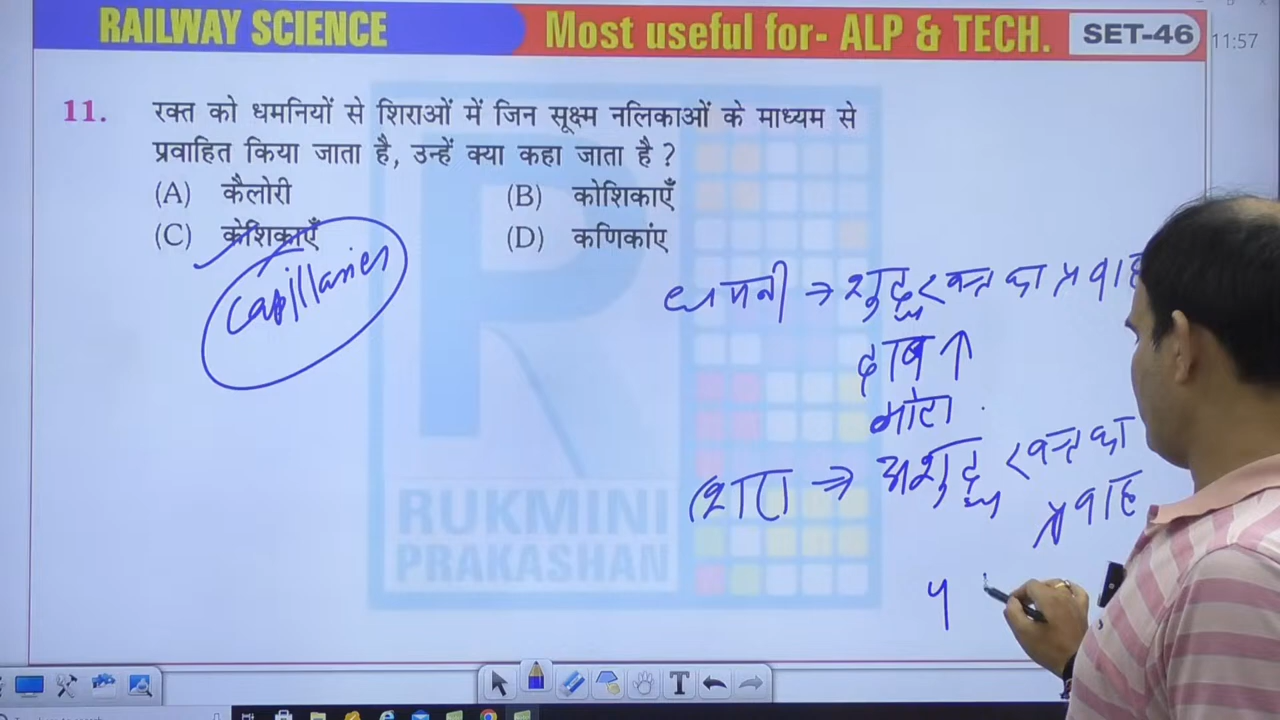 RAILWAY SCIENCE
Most useful for- ALP & TECH.
SET-46
11:57
11. रक्त को धमनियों से शिराओं में जिन सूक्ष्म नलिकाओं के माध्यम से
प्रवाहित किया जाता है, उन्हें क्या कहा जाता है ?
(A) कैलोरी (B) कोशिकाएँ
(C) केशिकाएँ (D) कणिकांए
Capillaries
धमनी ⇒ शुद्ध रक्त का प्रवाह
दाब ↑
मोटा
शिरा ⇒ अशुद्ध रक्त का
प्रवाह
प
RUKMINI
PRAKASHAN
T